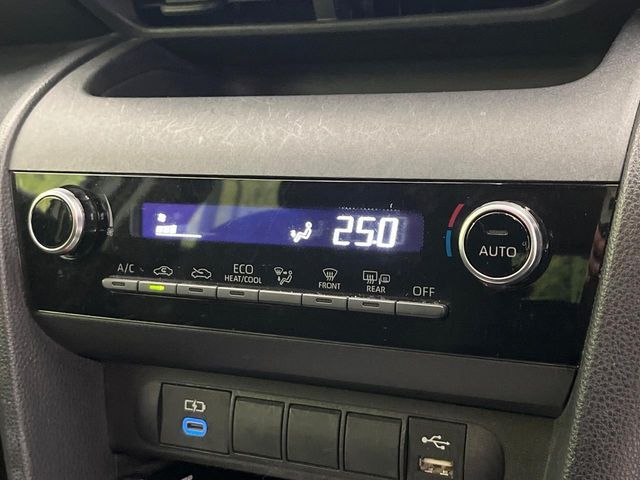 25.0
AUTO
A/C
ECO
HEAT/COOL
FRONT
REAR
OFF